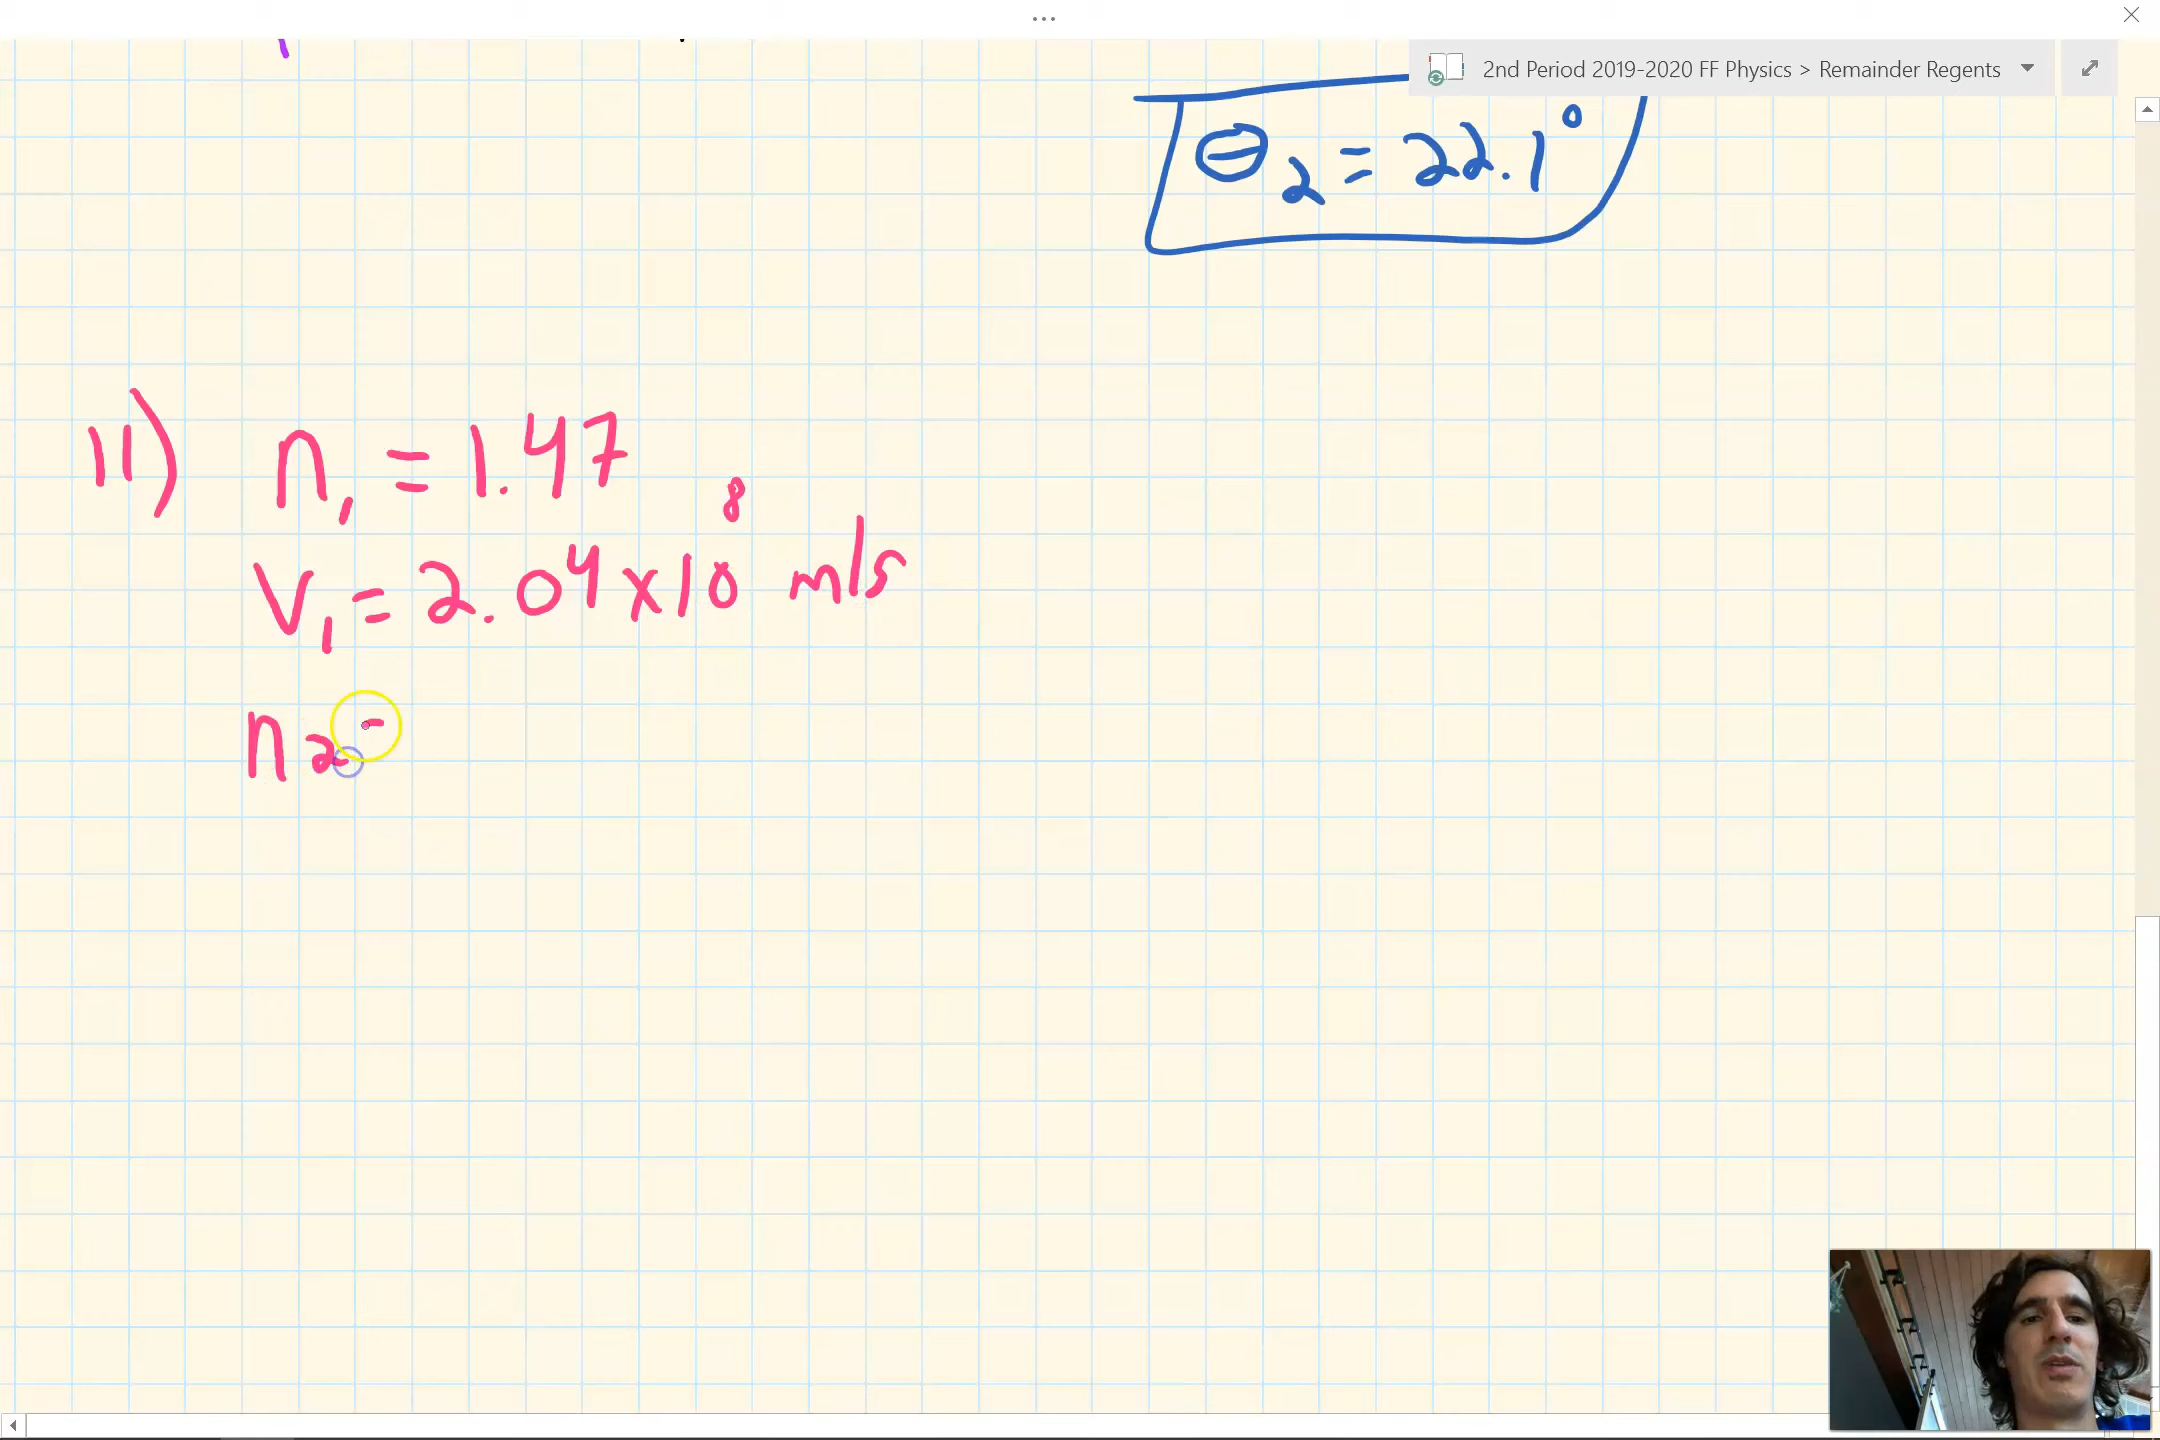 2nd Period 2019-2020 FF Physics > Remainder Regents
Θ₂ = 22.1°
11) n₁ = 1.47
v₁ = 2.04 x 10⁸ m/s
n₂ -